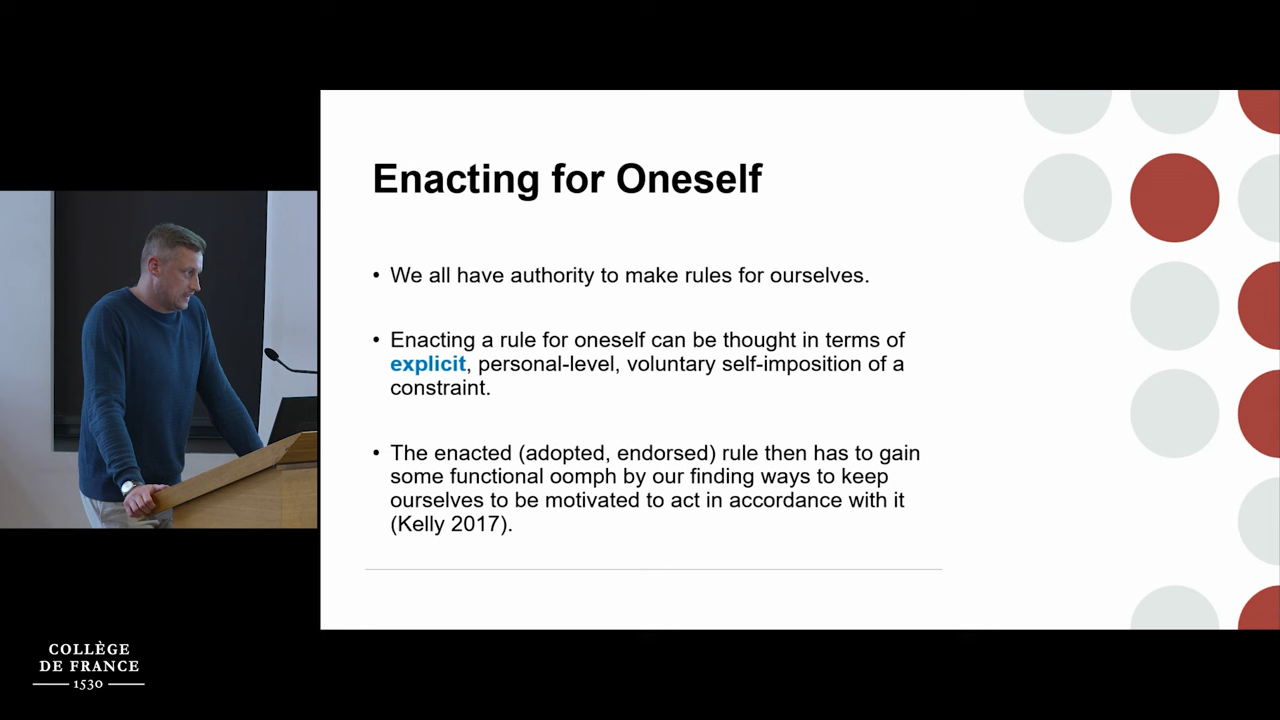 Enacting for Oneself
• We all have authority to make rules for ourselves.
• Enacting a rule for oneself can be thought in terms of
explicit, personal-level, voluntary self-imposition of a
constraint.
• The enacted (adopted, endorsed) rule then has to gain
some functional oomph by our finding ways to keep
ourselves to be motivated to act in accordance with it
(Kelly 2017).
COLLÈGE
DE FRANCE
1530